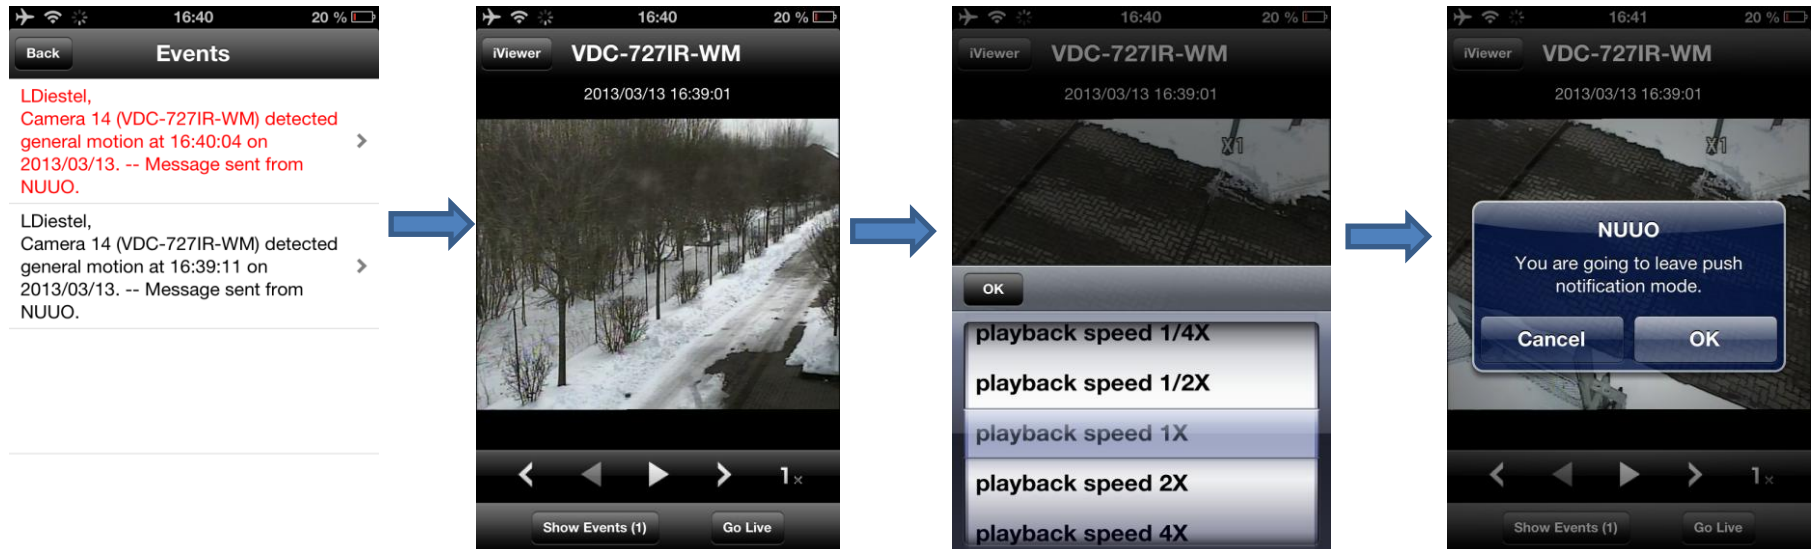 16:40
20 %
Back
Events
LDiestel,
Camera 14 (VDC-727IR-WM) detected
general motion at 16:40:04 on
2013/03/13. -- Message sent from
NUUO.
LDiestel,
Camera 14 (VDC-727IR-WM) detected
general motion at 16:39:11 on
2013/03/13. -- Message sent from
NUUO.
16:40
20 %
iViewer
VDC-727IR-WM
2013/03/13 16:39:01
1x
Show Events (1)
Go Live
16:40
20 %
iViewer
VDC-727IR-WM
2013/03/13 16:39:01
X1
OK
playback speed 1/4X
playback speed 1/2X
playback speed 1X
playback speed 2X
playback speed 4X
16:41
20 %
iViewer
VDC-727IR-WM
2013/03/13 16:39:01
X1
NUUO
You are going to leave push
notification mode.
Cancel
OK
1x
Show Events (1)
Go Live